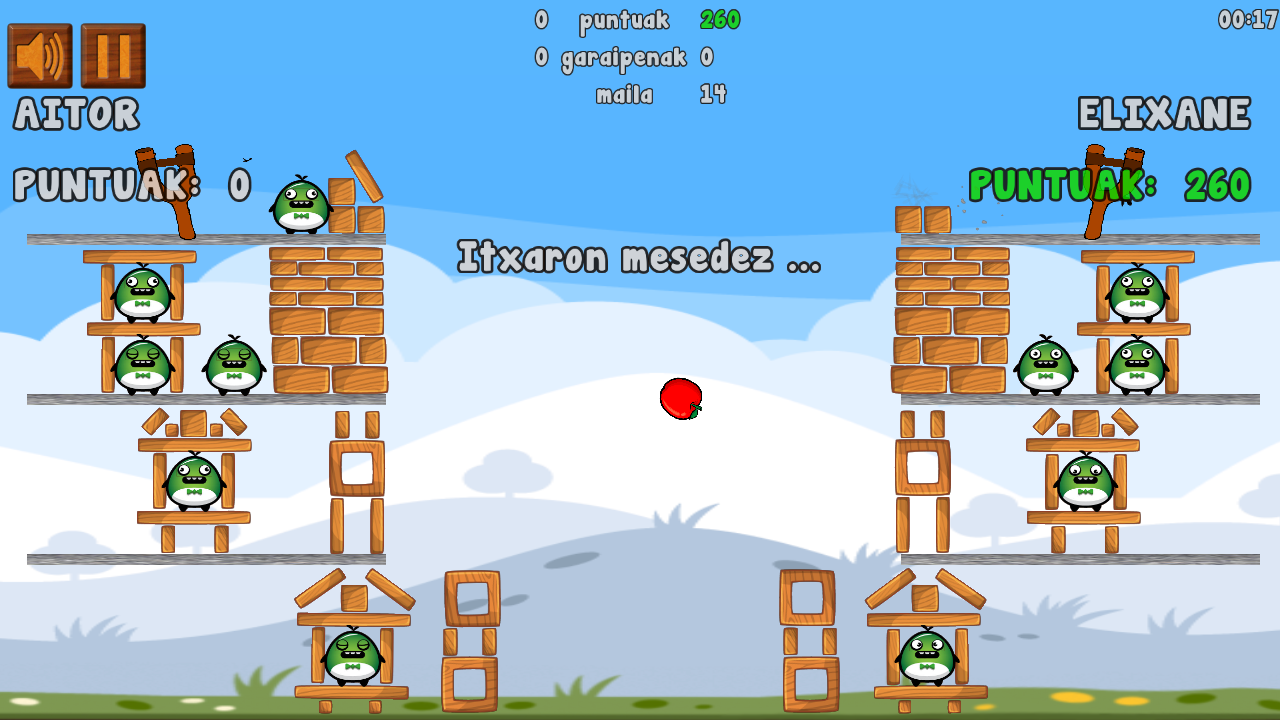 0 puntuak 260
00:17
0 garaipenak 0
maila 14
AITOR
ELIXANE
PUNTUAK: 0
PUNTUAK: 260
Itxaron mesedez ...